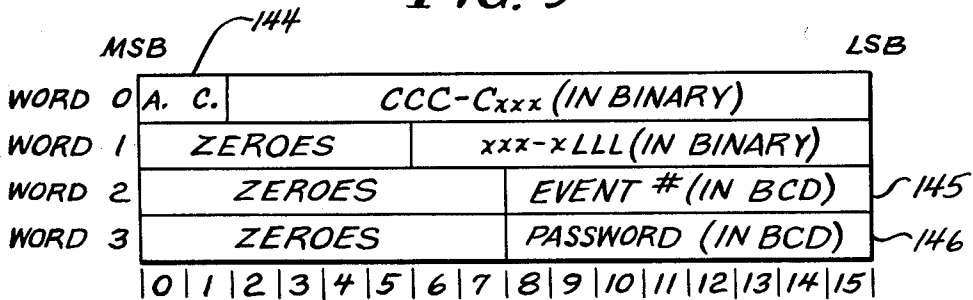 FIG. 9
144
MSB LSB
WORD 0 A. C. CCC-Cxxx (IN BINARY)
WORD 1 ZEROES xxx-xLLL (IN BINARY)
WORD 2 ZEROES EVENT # (IN BCD) 145
WORD 3 ZEROES PASSWORD (IN BCD) 146
0 1 2 3 4 5 6 7 8 9 10 11 12 13 14 15